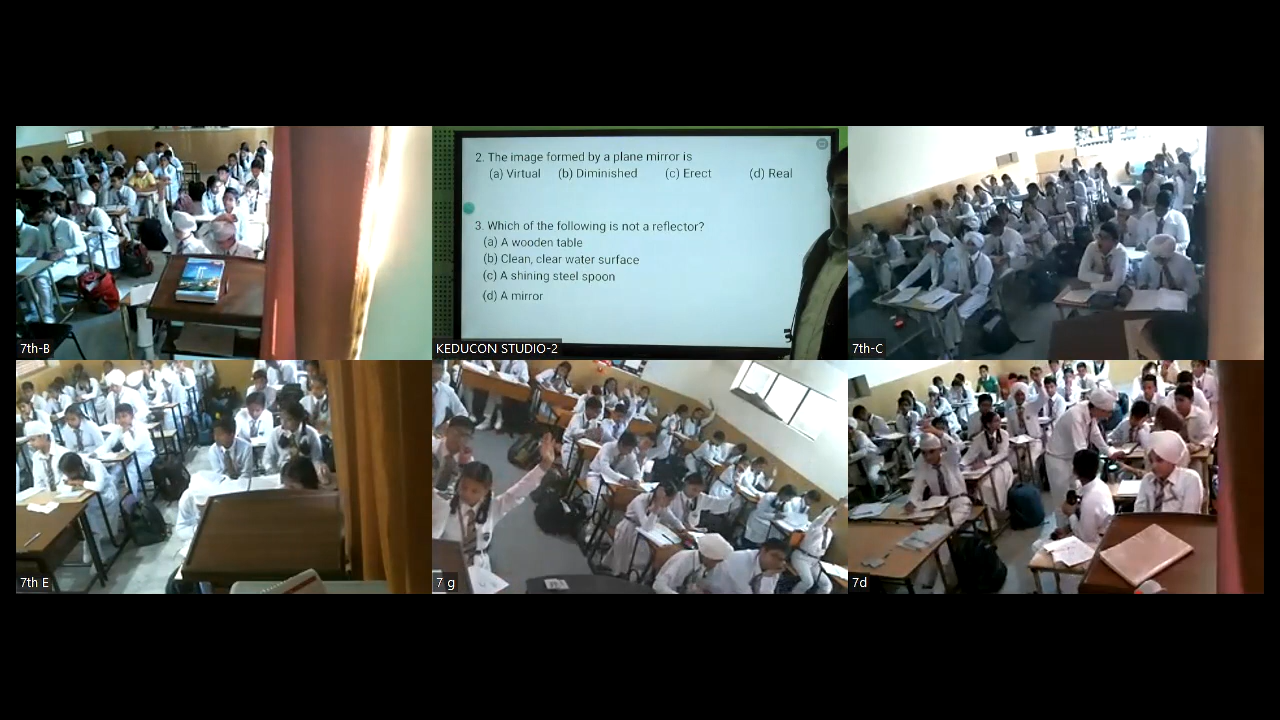 2. The image formed by a plane mirror is
(a) Virtual (b) Diminished (c) Erect (d) Real
3. Which of the following is not a reflector?
(a) A wooden table
(b) Clean, clear water surface
(c) A shining steel spoon
(d) A mirror
7th-B
KEDUCON STUDIO-2
7th-C
7th E
7 g
7d